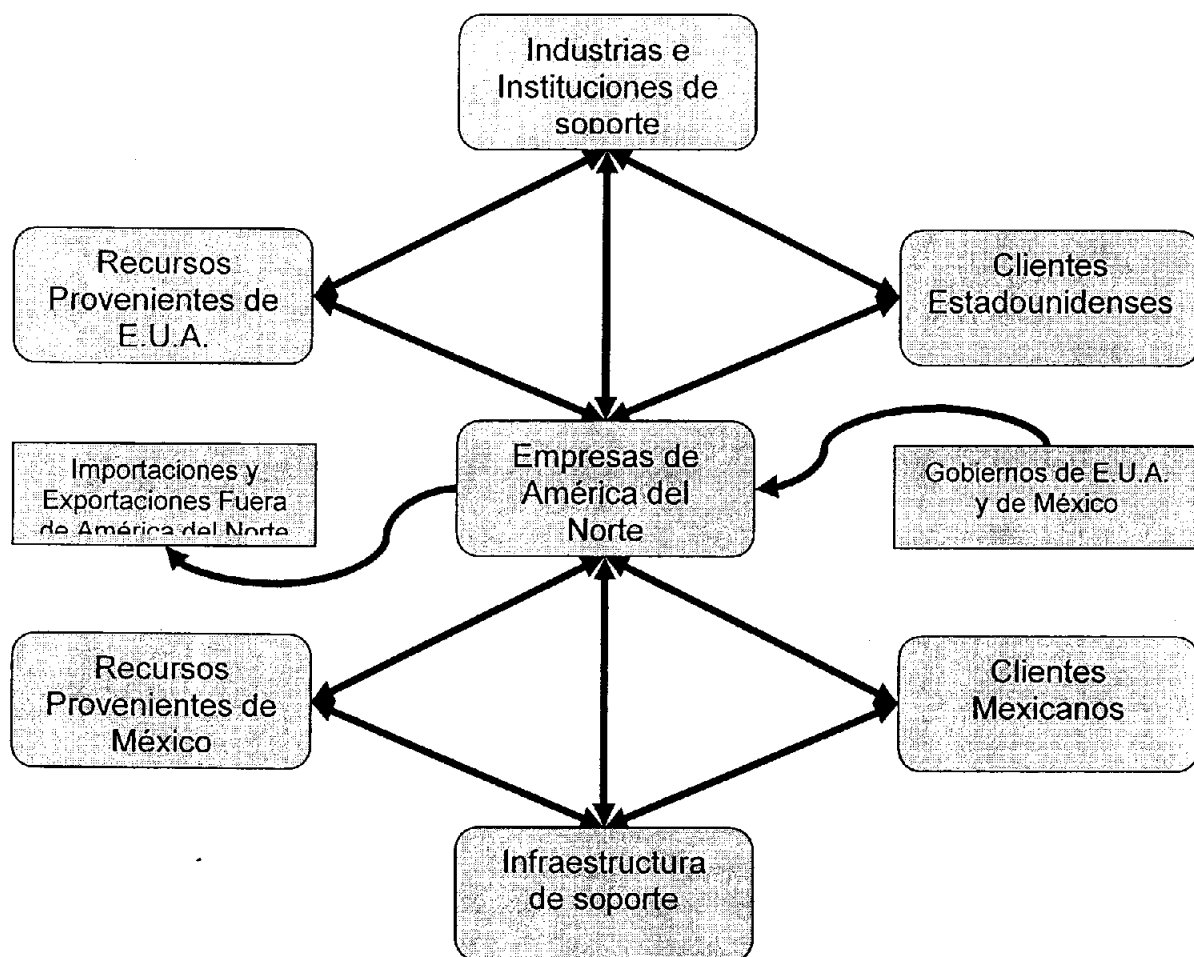 Industrias e
Instituciones de
soporte
Recursos
Provenientes de
E.U.A.
Clientes
Estadounidenses
Importaciones y
Exportaciones Fuera
de América del Norte
Empresas de
América del
Norte
Gobiernos de E.U.A.
y de México
Recursos
Provenientes de
México
Clientes
Mexicanos
Infraestructura
de soporte